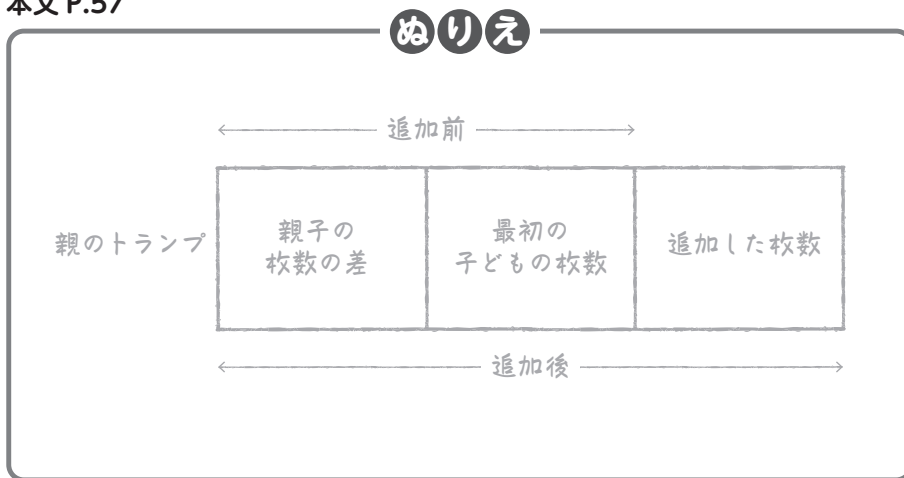 本文 P.57
ぬりえ
追加前
親のトランプ
親子の
枚数の差
最初の
子どもの枚数
追加した枚数
追加後